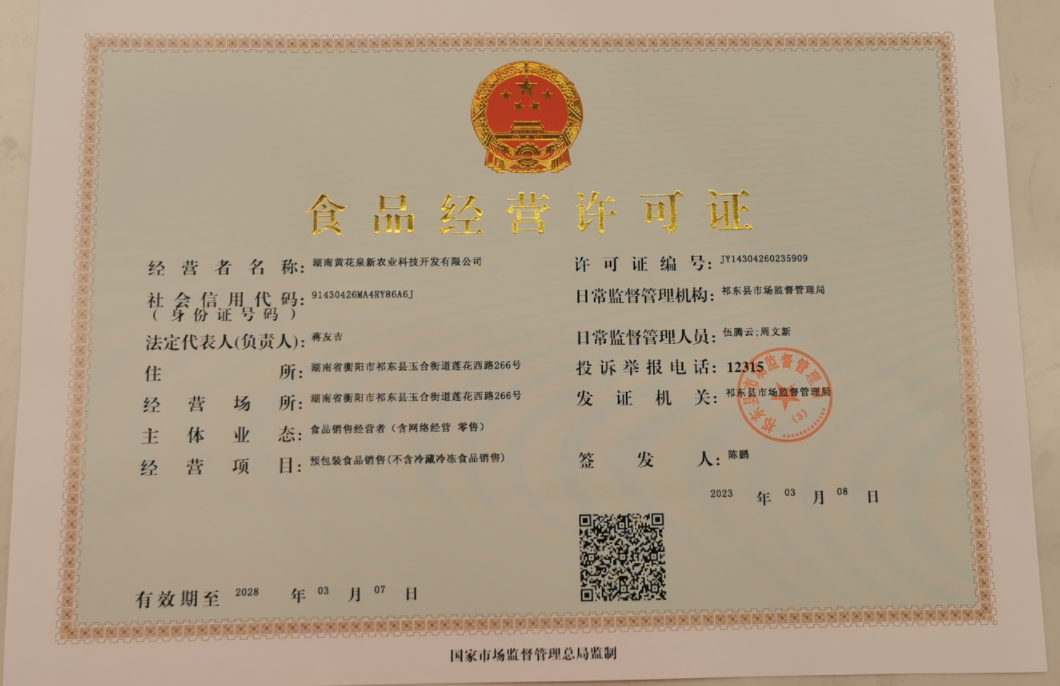 食品经营许可证
经营者名称：湖南黄花泉新农业科技开发有限公司
社会信用代码：91430426MA4RY86A6J
（身份证号码）
法定代表人(负责人)：蒋友吉
住所：湖南省衡阳市祁东县玉合街道莲花西路266号
经营场所：湖南省衡阳市祁东县玉合街道莲花西路266号
主体业态：食品销售经营者（含网络经营 零售）
经营项目：预包装食品销售(不含冷藏冷冻食品销售)
有效期至 2028 年 03 月 07 日
许可证编号：JY14304260235909
日常监督管理机构：祁东县市场监督管理局
日常监督管理人员：伍腾云;周文新
投诉举报电话：12315
发证机关：祁东县市场监督管理局
祁东县市场监督管理局
(6)
签发人：陈鹏
2023 年 03 月 08 日
国家市场监督管理总局监制